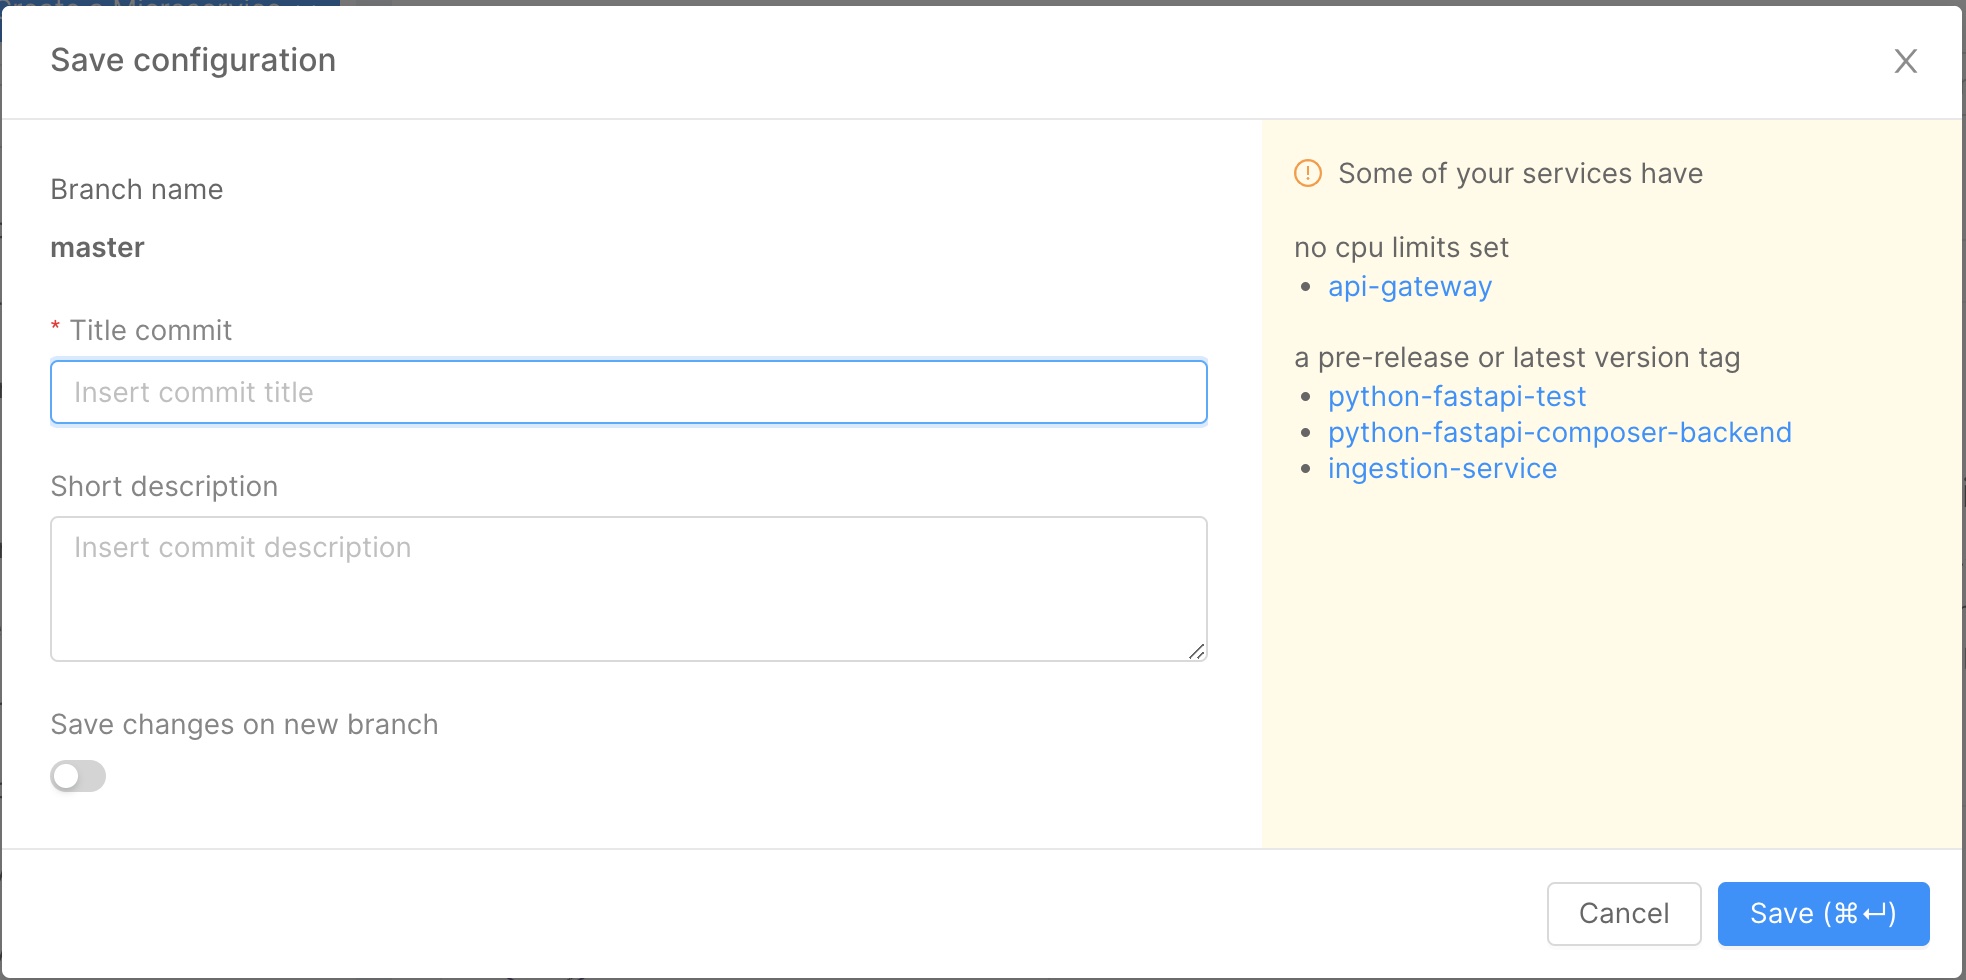 Save configuration
Branch name
master
* Title commit
Insert commit title
Short description
Insert commit description
Save changes on new branch
Some of your services have
no cpu limits set
• api-gateway
a pre-release or latest version tag
• python-fastapi-test
• python-fastapi-composer-backend
• ingestion-service
Cancel
Save (⌘↵)